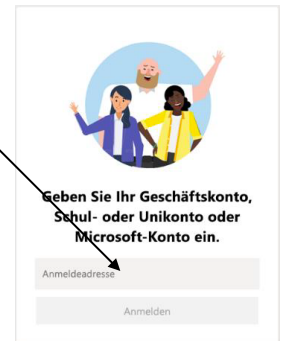 Geben Sie Ihr Geschäftskonto,
Schul- oder Unikonto oder
Microsoft-Konto ein.
Anmeldeadresse
Anmelden